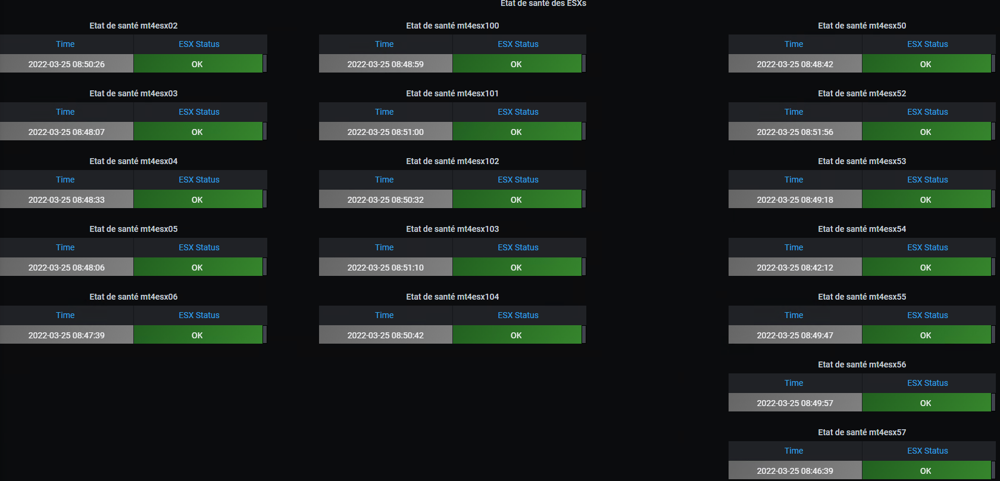 Etat de santé des ESXs
Etat de santé mt4esx02
Time ESX Status
2022-03-25 08:50:26 OK
Etat de santé mt4esx03
Time ESX Status
2022-03-25 08:48:07 OK
Etat de santé mt4esx04
Time ESX Status
2022-03-25 08:48:33 OK
Etat de santé mt4esx05
Time ESX Status
2022-03-25 08:48:06 OK
Etat de santé mt4esx06
Time ESX Status
2022-03-25 08:47:39 OK
Etat de santé mt4esx100
Time ESX Status
2022-03-25 08:48:59 OK
Etat de santé mt4esx101
Time ESX Status
2022-03-25 08:51:00 OK
Etat de santé mt4esx102
Time ESX Status
2022-03-25 08:50:32 OK
Etat de santé mt4esx103
Time ESX Status
2022-03-25 08:51:10 OK
Etat de santé mt4esx104
Time ESX Status
2022-03-25 08:50:42 OK
Etat de santé mt4esx50
Time ESX Status
2022-03-25 08:48:42 OK
Etat de santé mt4esx52
Time ESX Status
2022-03-25 08:51:56 OK
Etat de santé mt4esx53
Time ESX Status
2022-03-25 08:49:18 OK
Etat de santé mt4esx54
Time ESX Status
2022-03-25 08:42:12 OK
Etat de santé mt4esx55
Time ESX Status
2022-03-25 08:49:47 OK
Etat de santé mt4esx56
Time ESX Status
2022-03-25 08:49:57 OK
Etat de santé mt4esx57
Time ESX Status
2022-03-25 08:46:39 OK